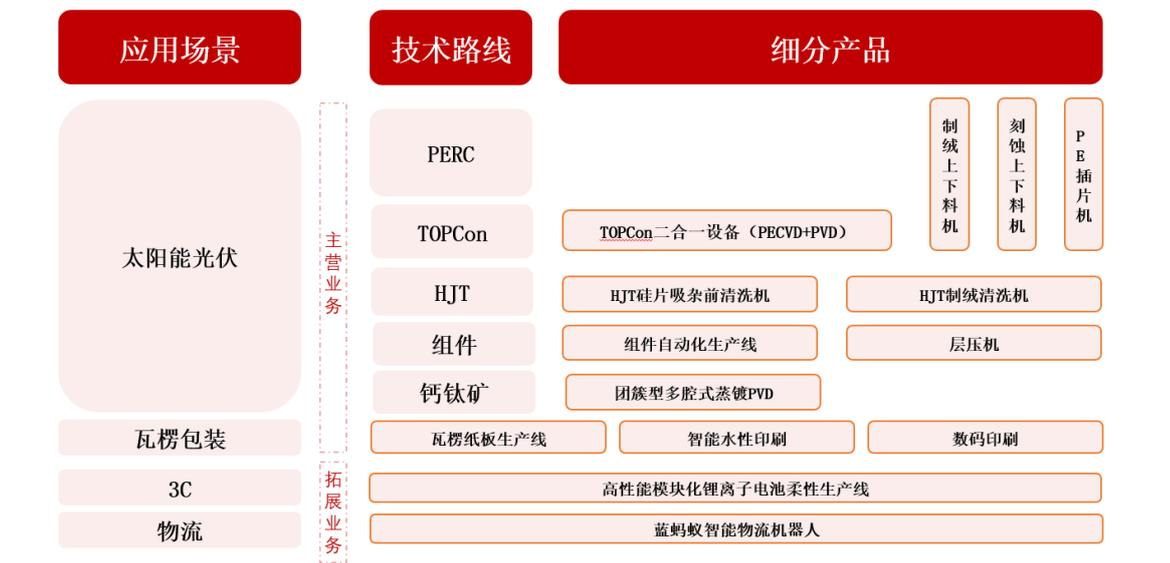 应用场景
技术路线
细分产品
太阳能光伏
主营业务
PERC
制绒上下料机
刻蚀上下料机
PE插片机
TOPCon
TOPCon二合一设备（PECVD+PVD）
HJT
HJT硅片吸杂前清洗机
HJT制绒清洗机
组件
组件自动化生产线
层压机
钙钛矿
团簇型多腔式蒸镀PVD
瓦楞包装
瓦楞纸板生产线
智能水性印刷
数码印刷
拓展业务
3C
高性能模块化锂离子电池柔性生产线
物流
蓝蚂蚁智能物流机器人